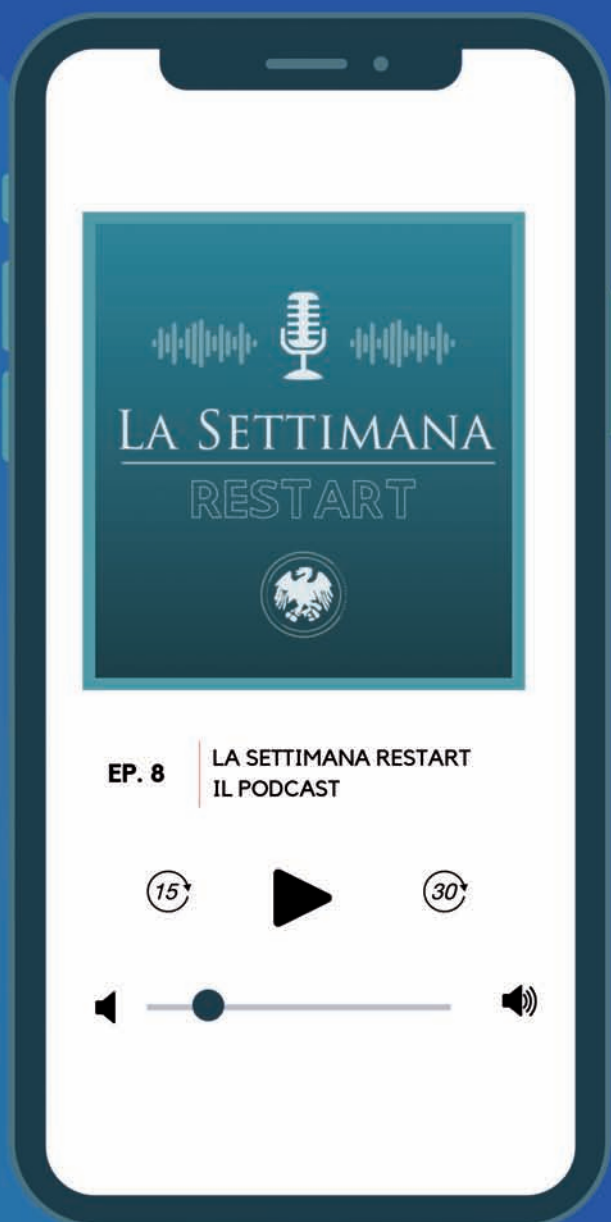 LA SETTIMANA
RESTART
EP. 8
LA SETTIMANA RESTART
IL PODCAST
15
30